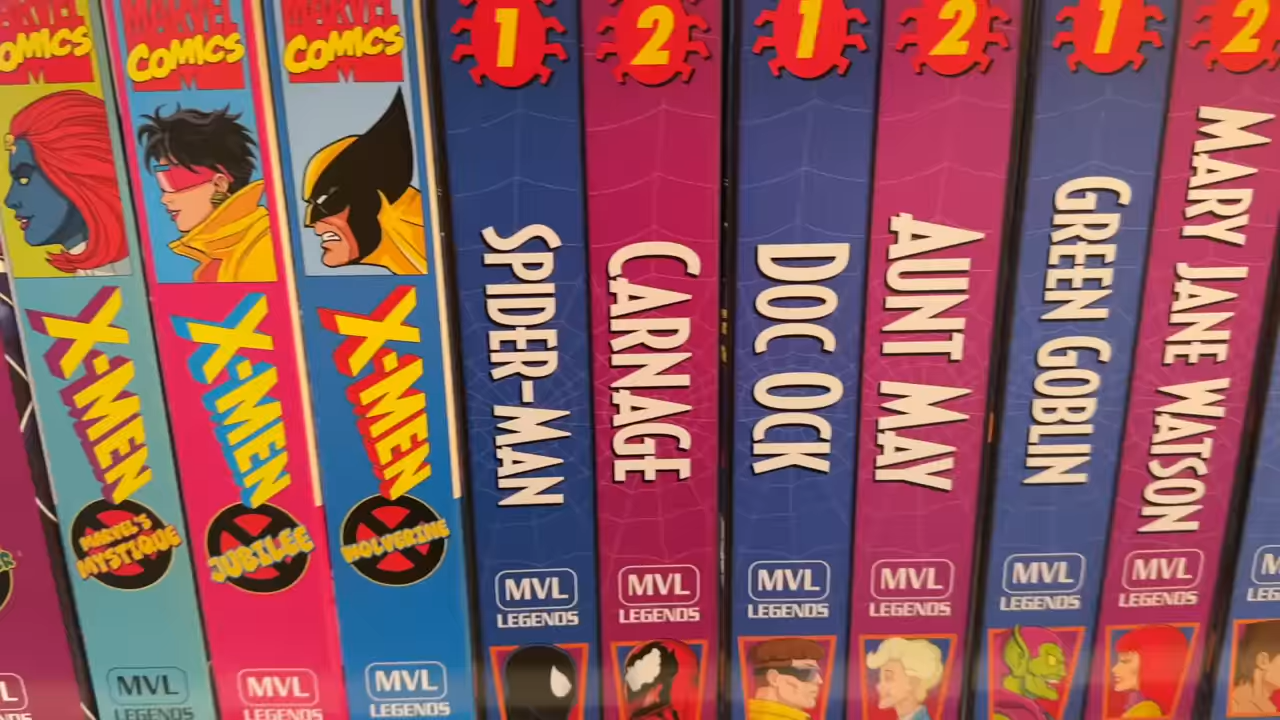 MARVEL
COMICS
M
X-MEN
MARVEL'S
MYSTIQUE
MVL
LEGENDS
MARVEL
COMICS
M
X-MEN
JUBILEE
MVL
LEGENDS
MARVEL
COMICS
M
X-MEN
WOLVERINE
MVL
LEGENDS
1
SPIDER-MAN
MVL
LEGENDS
2
CARNAGE
MVL
LEGENDS
1
DOC OCK
MVL
LEGENDS
2
AUNT MAY
MVL
LEGENDS
1
GREEN GOBLIN
MVL
LEGENDS
2
MARY JANE WATSON
MVL
LEGENDS